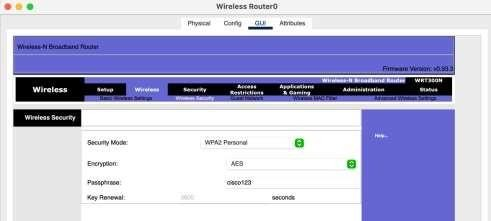 Wireless Router0
Physical Config GUI Attributes
Wireless-N Broadband Router
Firmware Version: v0.93.3
Wireless-N Broadband Router WRT300N
Wireless Setup Wireless Security Access Restrictions Applications & Gaming Administration Status
Basic Wireless Settings Wireless Security Guest Network Wireless MAC Filter Advanced Wireless Settings
Wireless Security
Help...
Security Mode: WPA2 Personal
Encryption: AES
Passphrase: cisco123
Key Renewal: 3600 seconds